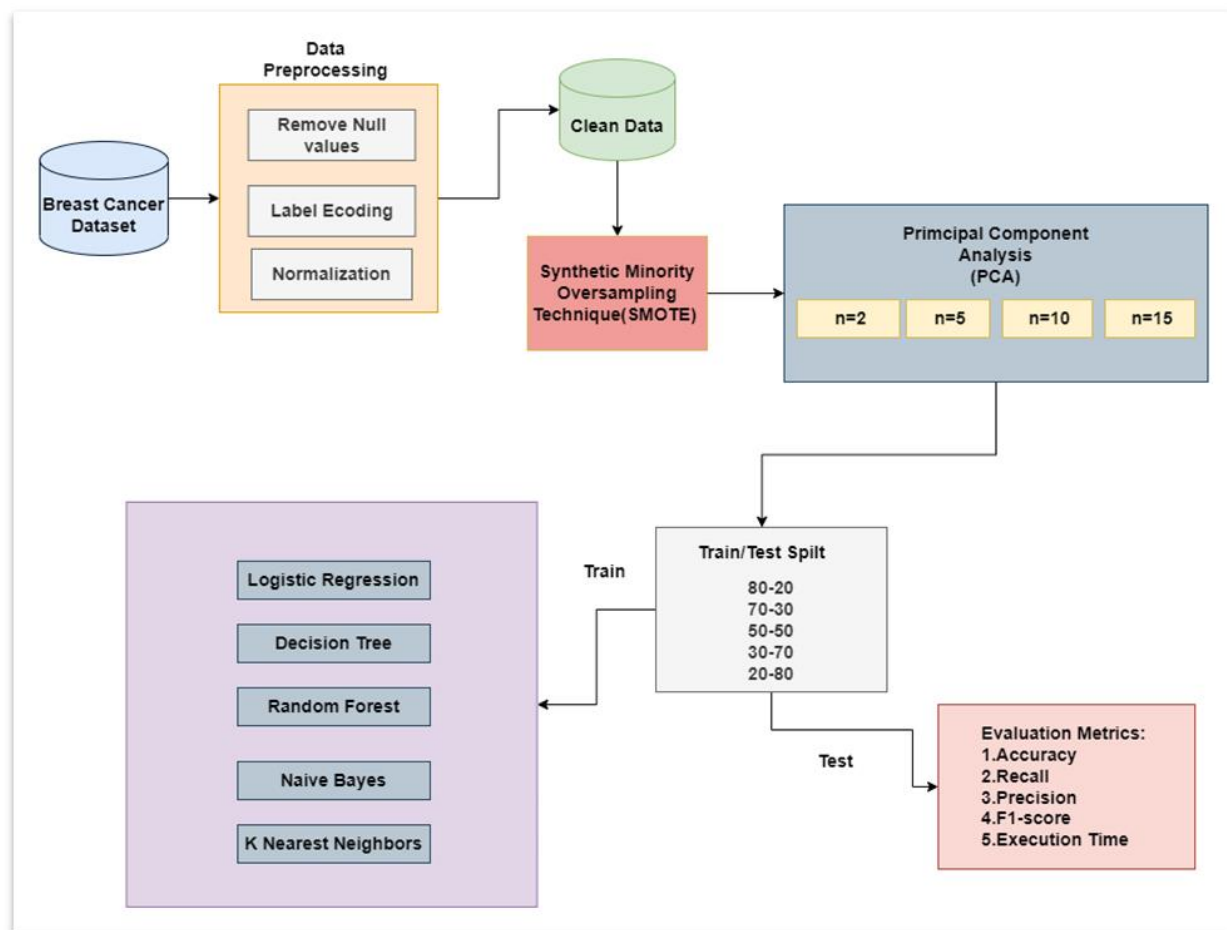 Data
Preprocessing
Remove Null
values
Label Ecoding
Normalization
Breast Cancer
Dataset
Clean Data
Synthetic Minority
Oversampling
Technique(SMOTE)
Primcipal Component
Analysis
(PCA)
n=2
n=5
n=10
n=15
Train/Test Spilt
80-20
70-30
50-50
30-70
20-80
Train
Logistic Regression
Decision Tree
Random Forest
Naive Bayes
K Nearest Neighbors
Test
Evaluation Metrics:
1.Accuracy
2.Recall
3.Precision
4.F1-score
5.Execution Time